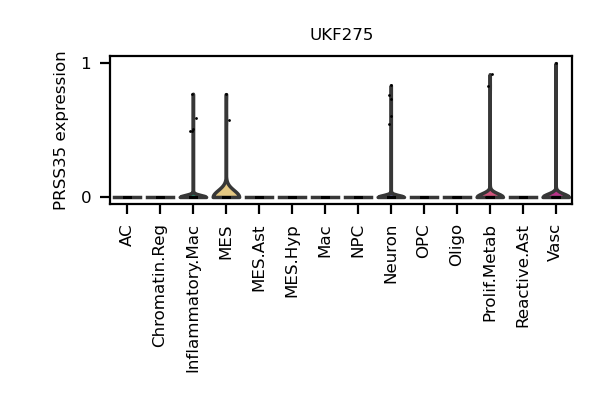 UKF275
PRSS35 expression
1
0
AC
Chromatin.Reg
Inflammatory.Mac
MES
MES.Ast
MES.Hyp
Mac
NPC
Neuron
OPC
Oligo
Prolif.Metab
Reactive.Ast
Vasc